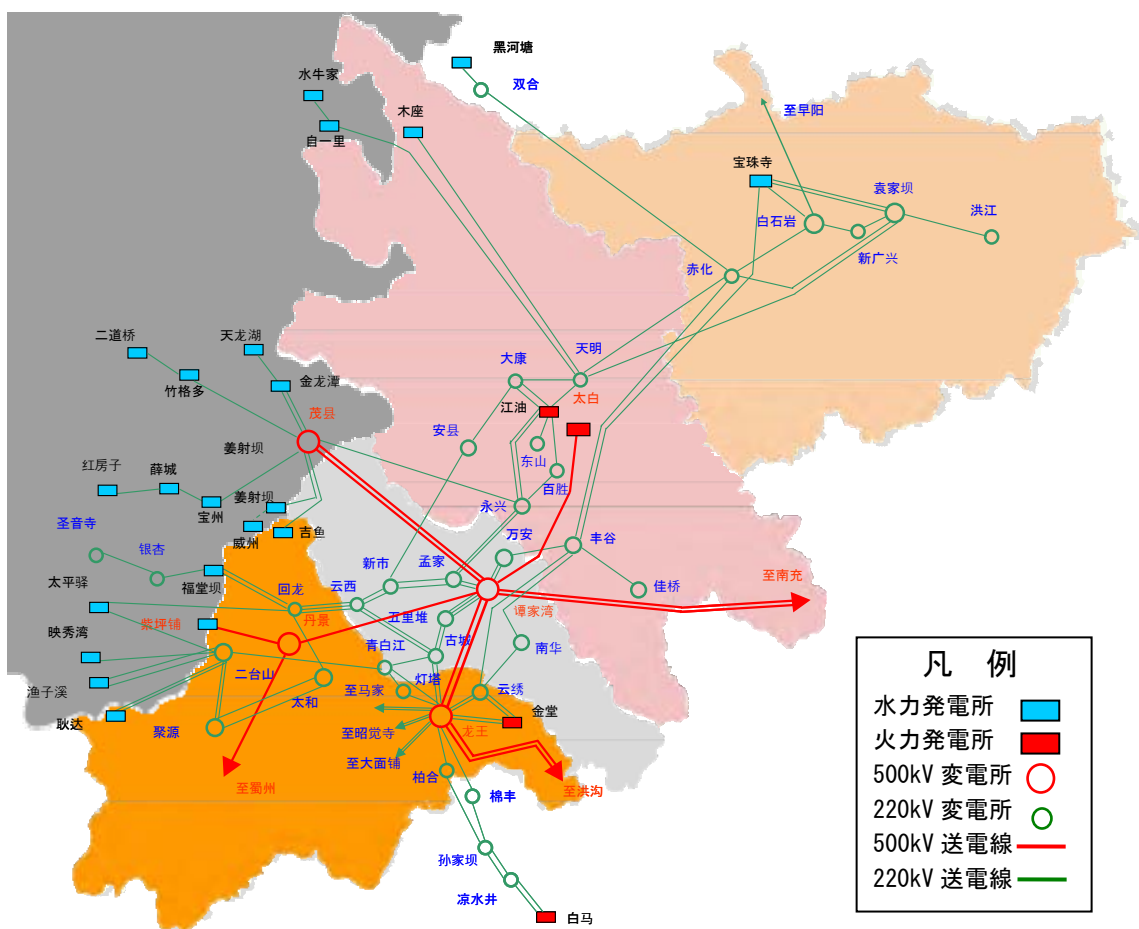 黑河塘
双合
水牛家
自一里
木座
至早阳
宝珠寺
袁家坝
白石岩
洪江
新广兴
赤化
二道桥
竹格多
天龙湖
金龙潭
茂县
大康
天明
太白
江油
安县
东山
百胜
姜射坝
红房子
薛城
宝州
姜射坝
威州
吉鱼
永兴
万安
丰谷
圣音寺
银杏
福堂坝
太平驿
紫坪铺
回龙
丹景
云西
新市
孟家
五里堆
谭家湾
佳桥
至南充
映秀湾
渔子溪
耿达
二台山
太和
聚源
青白江
古城
灯塔
南华
云绣
金堂
至马家
至昭觉寺
龙王
至大面铺
至蜀州
柏合
至洪沟
棉丰
孙家坝
凉水井
白马
凡 例
水力発電所
火力発電所
500kV 変電所
220kV 変電所
500kV 送電線
220kV 送電線